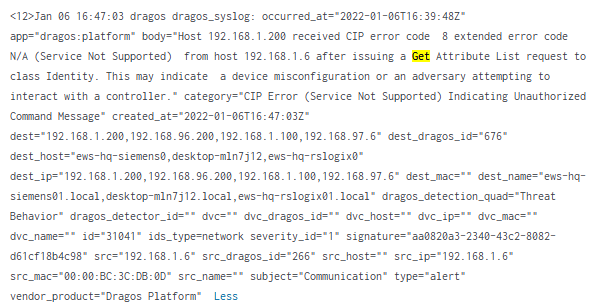 <12>Jan 06 16:47:03 dragos dragos_syslog: occurred_at="2022-01-06T16:39:48Z"
app="dragos:platform" body="Host 192.168.1.200 received CIP error code  8 extended error code
N/A (Service Not Supported)  from host 192.168.1.6 after issuing a Get Attribute List request to
class Identity. This may indicate  a device misconfiguration or an adversary attempting to
interact with a controller." category="CIP Error (Service Not Supported) Indicating Unauthorized
Command Message" created_at="2022-01-06T16:47:03Z"
dest="192.168.1.200,192.168.96.200,192.168.1.100,192.168.97.6" dest_dragos_id="676"
dest_host="ews-hq-siemens0,desktop-mln7j12,ews-hq-rslogix0"
dest_ip="192.168.1.200,192.168.96.200,192.168.1.100,192.168.97.6" dest_mac="" dest_name="ews-hq-
siemens01.local,desktop-mln7j12.local,ews-hq-rslogix01.local" dragos_detection_quad="Threat
Behavior" dragos_detector_id="" dvc="" dvc_dragos_id="" dvc_host="" dvc_ip="" dvc_mac=""
dvc_name="" id="31041" ids_type=network severity_id="1" signature="aa0820a3-2340-43c2-8082-
d61cf18b4c98" src="192.168.1.6" src_dragos_id="266" src_host="" src_ip="192.168.1.6"
src_mac="00:00:BC:3C:DB:0D" src_name="" subject="Communication" type="alert"
vendor_product="Dragos Platform"  Less